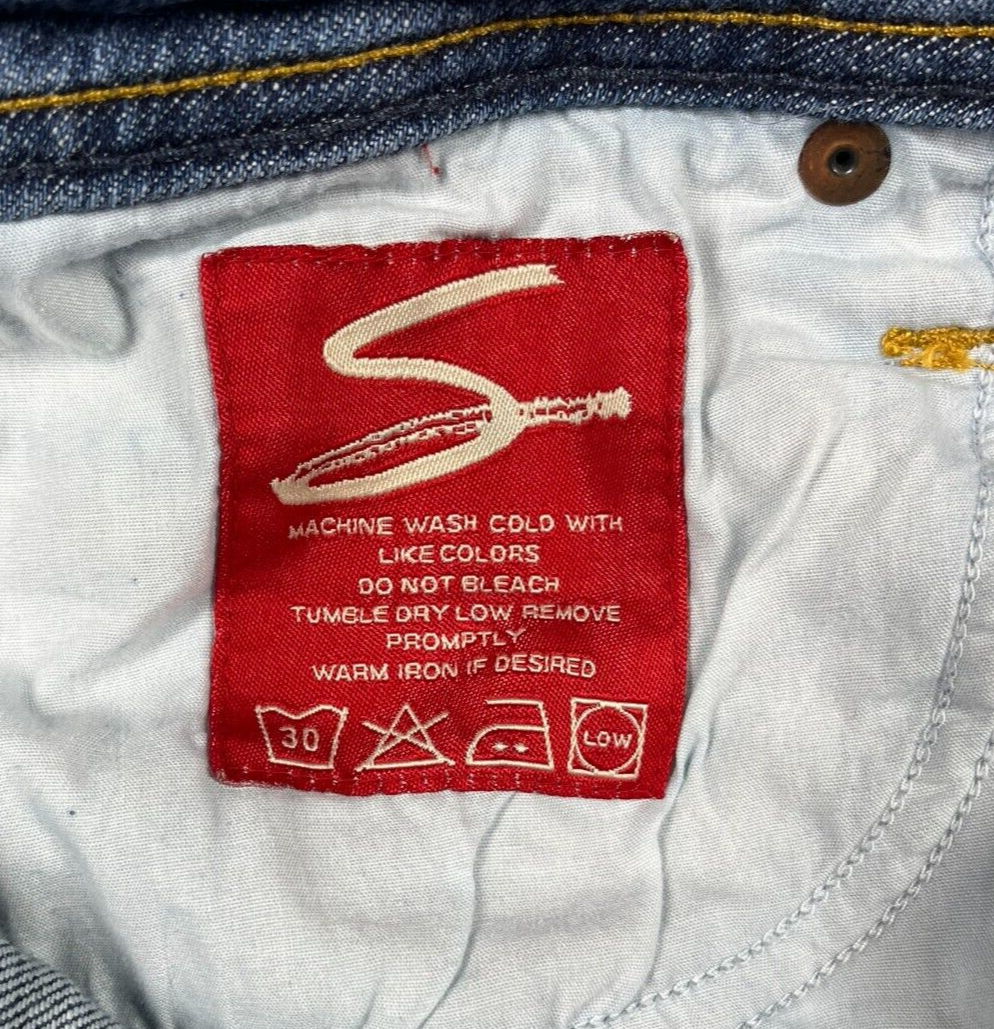 MACHINE WASH COLD WITH
LIKE COLORS
DO NOT BLEACH
TUMBLE DRY LOW REMOVE
PROMPTLY
WARM IRON IF DESIRED
30 LOW